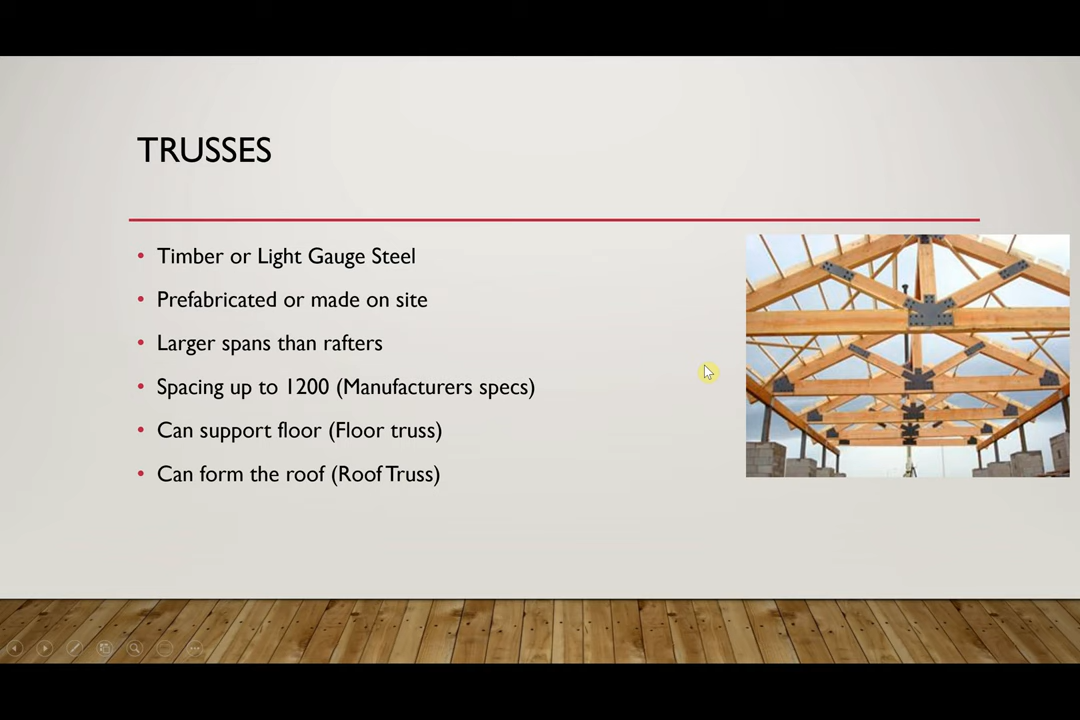 TRUSSES
• Timber or Light Gauge Steel
• Prefabricated or made on site
• Larger spans than rafters
• Spacing up to 1200 (Manufacturers specs)
• Can support floor (Floor truss)
• Can form the roof (Roof Truss)